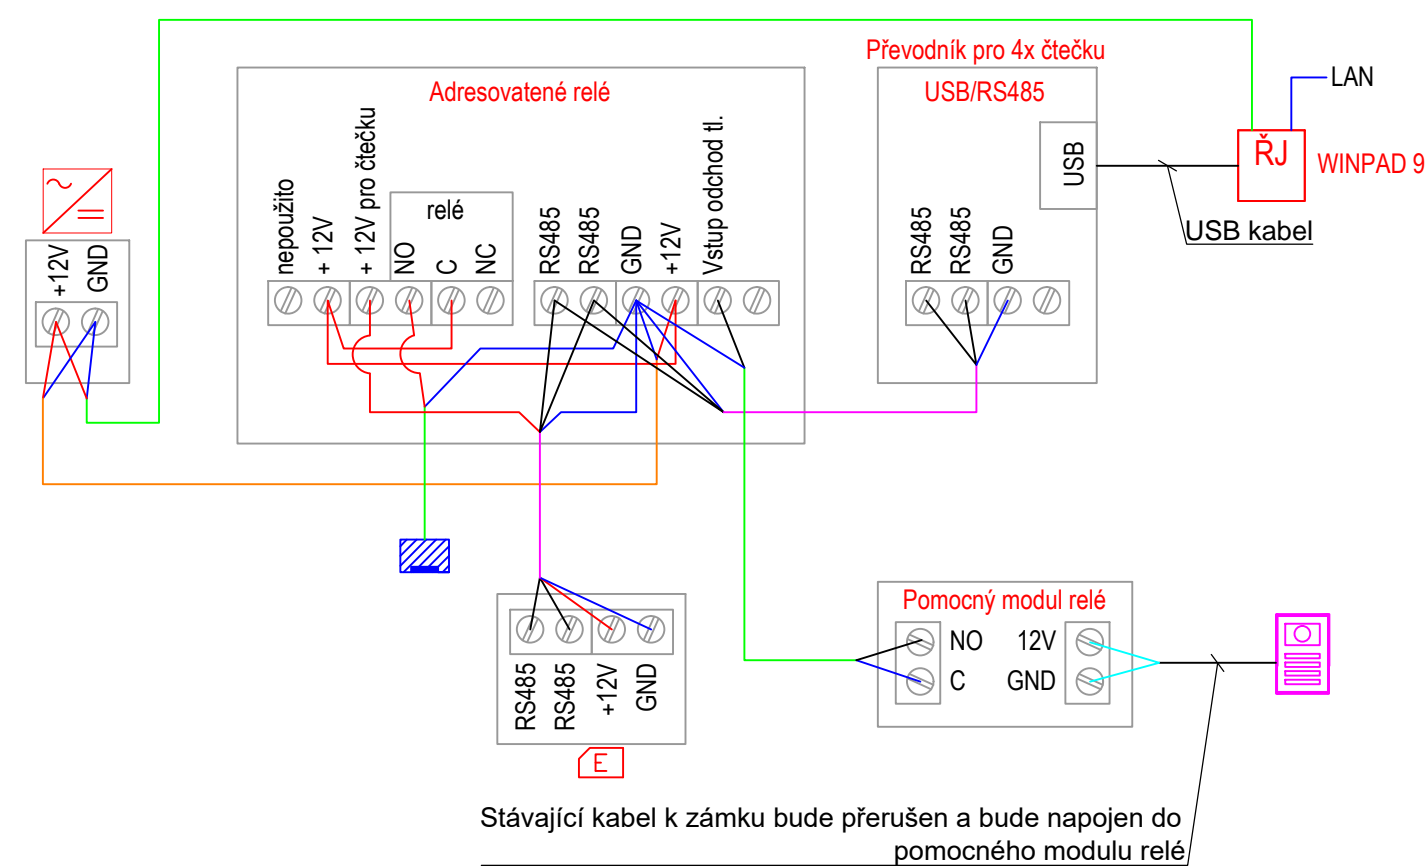 Převodník pro 4x čtečku
USB/RS485
LAN
Adresovatené relé
ŘJ
WINPAD 9
USB
USB kabel
nepoužito
+ 12V
+ 12V pro čtečku
relé
NO
C
NC
RS485
RS485
GND
+12V
Vstup odchod tl.
RS485
RS485
GND
+12V
GND
Pomocný modul relé
NO
12V
C
GND
RS485
RS485
+12V
GND
E
Stávající kabel k zámku bude přerušen a bude napojen do
pomocného modulu relé